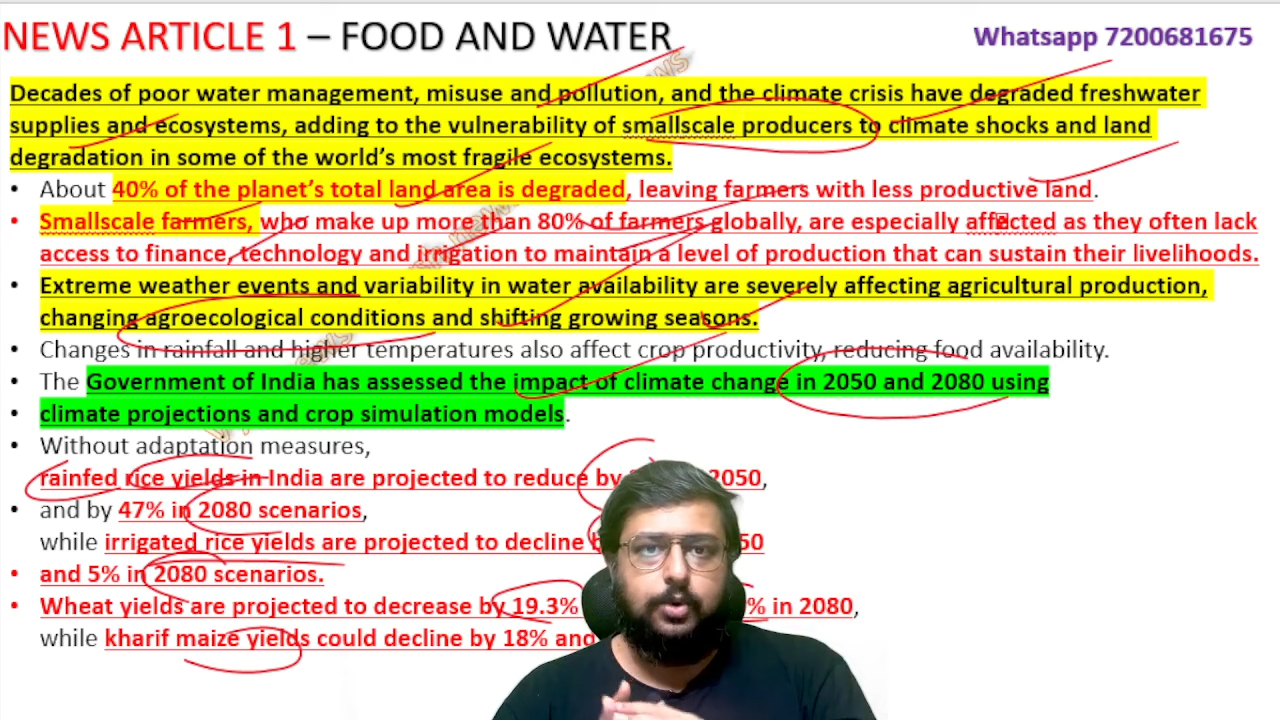 NEWS ARTICLE 1 – FOOD AND WATER
Whatsapp 7200681675
Decades of poor water management, misuse and pollution, and the climate crisis have degraded freshwater
supplies and ecosystems, adding to the vulnerability of smallscale producers to climate shocks and land
degradation in some of the world's most fragile ecosystems.
• About 40% of the planet's total land area is degraded, leaving farmers with less productive land.
• Smallscale farmers, who make up more than 80% of farmers globally, are especially affected as they often lack
access to finance, technology and irrigation to maintain a level of production that can sustain their livelihoods.
• Extreme weather events and variability in water availability are severely affecting agricultural production,
changing agroecological conditions and shifting growing seasons.
• Changes in rainfall and higher temperatures also affect crop productivity, reducing food availability.
• The Government of India has assessed the impact of climate change in 2050 and 2080 using
• climate projections and crop simulation models.
• Without adaptation measures,
rainfed rice yields in India are projected to reduce by 2050,
• and by 47% in 2080 scenarios,
while irrigated rice yields are projected to decline
• and 5% in 2080 scenarios.
• Wheat yields are projected to decrease by 19.3% % in 2080,
while kharif maize yields could decline by 18% and